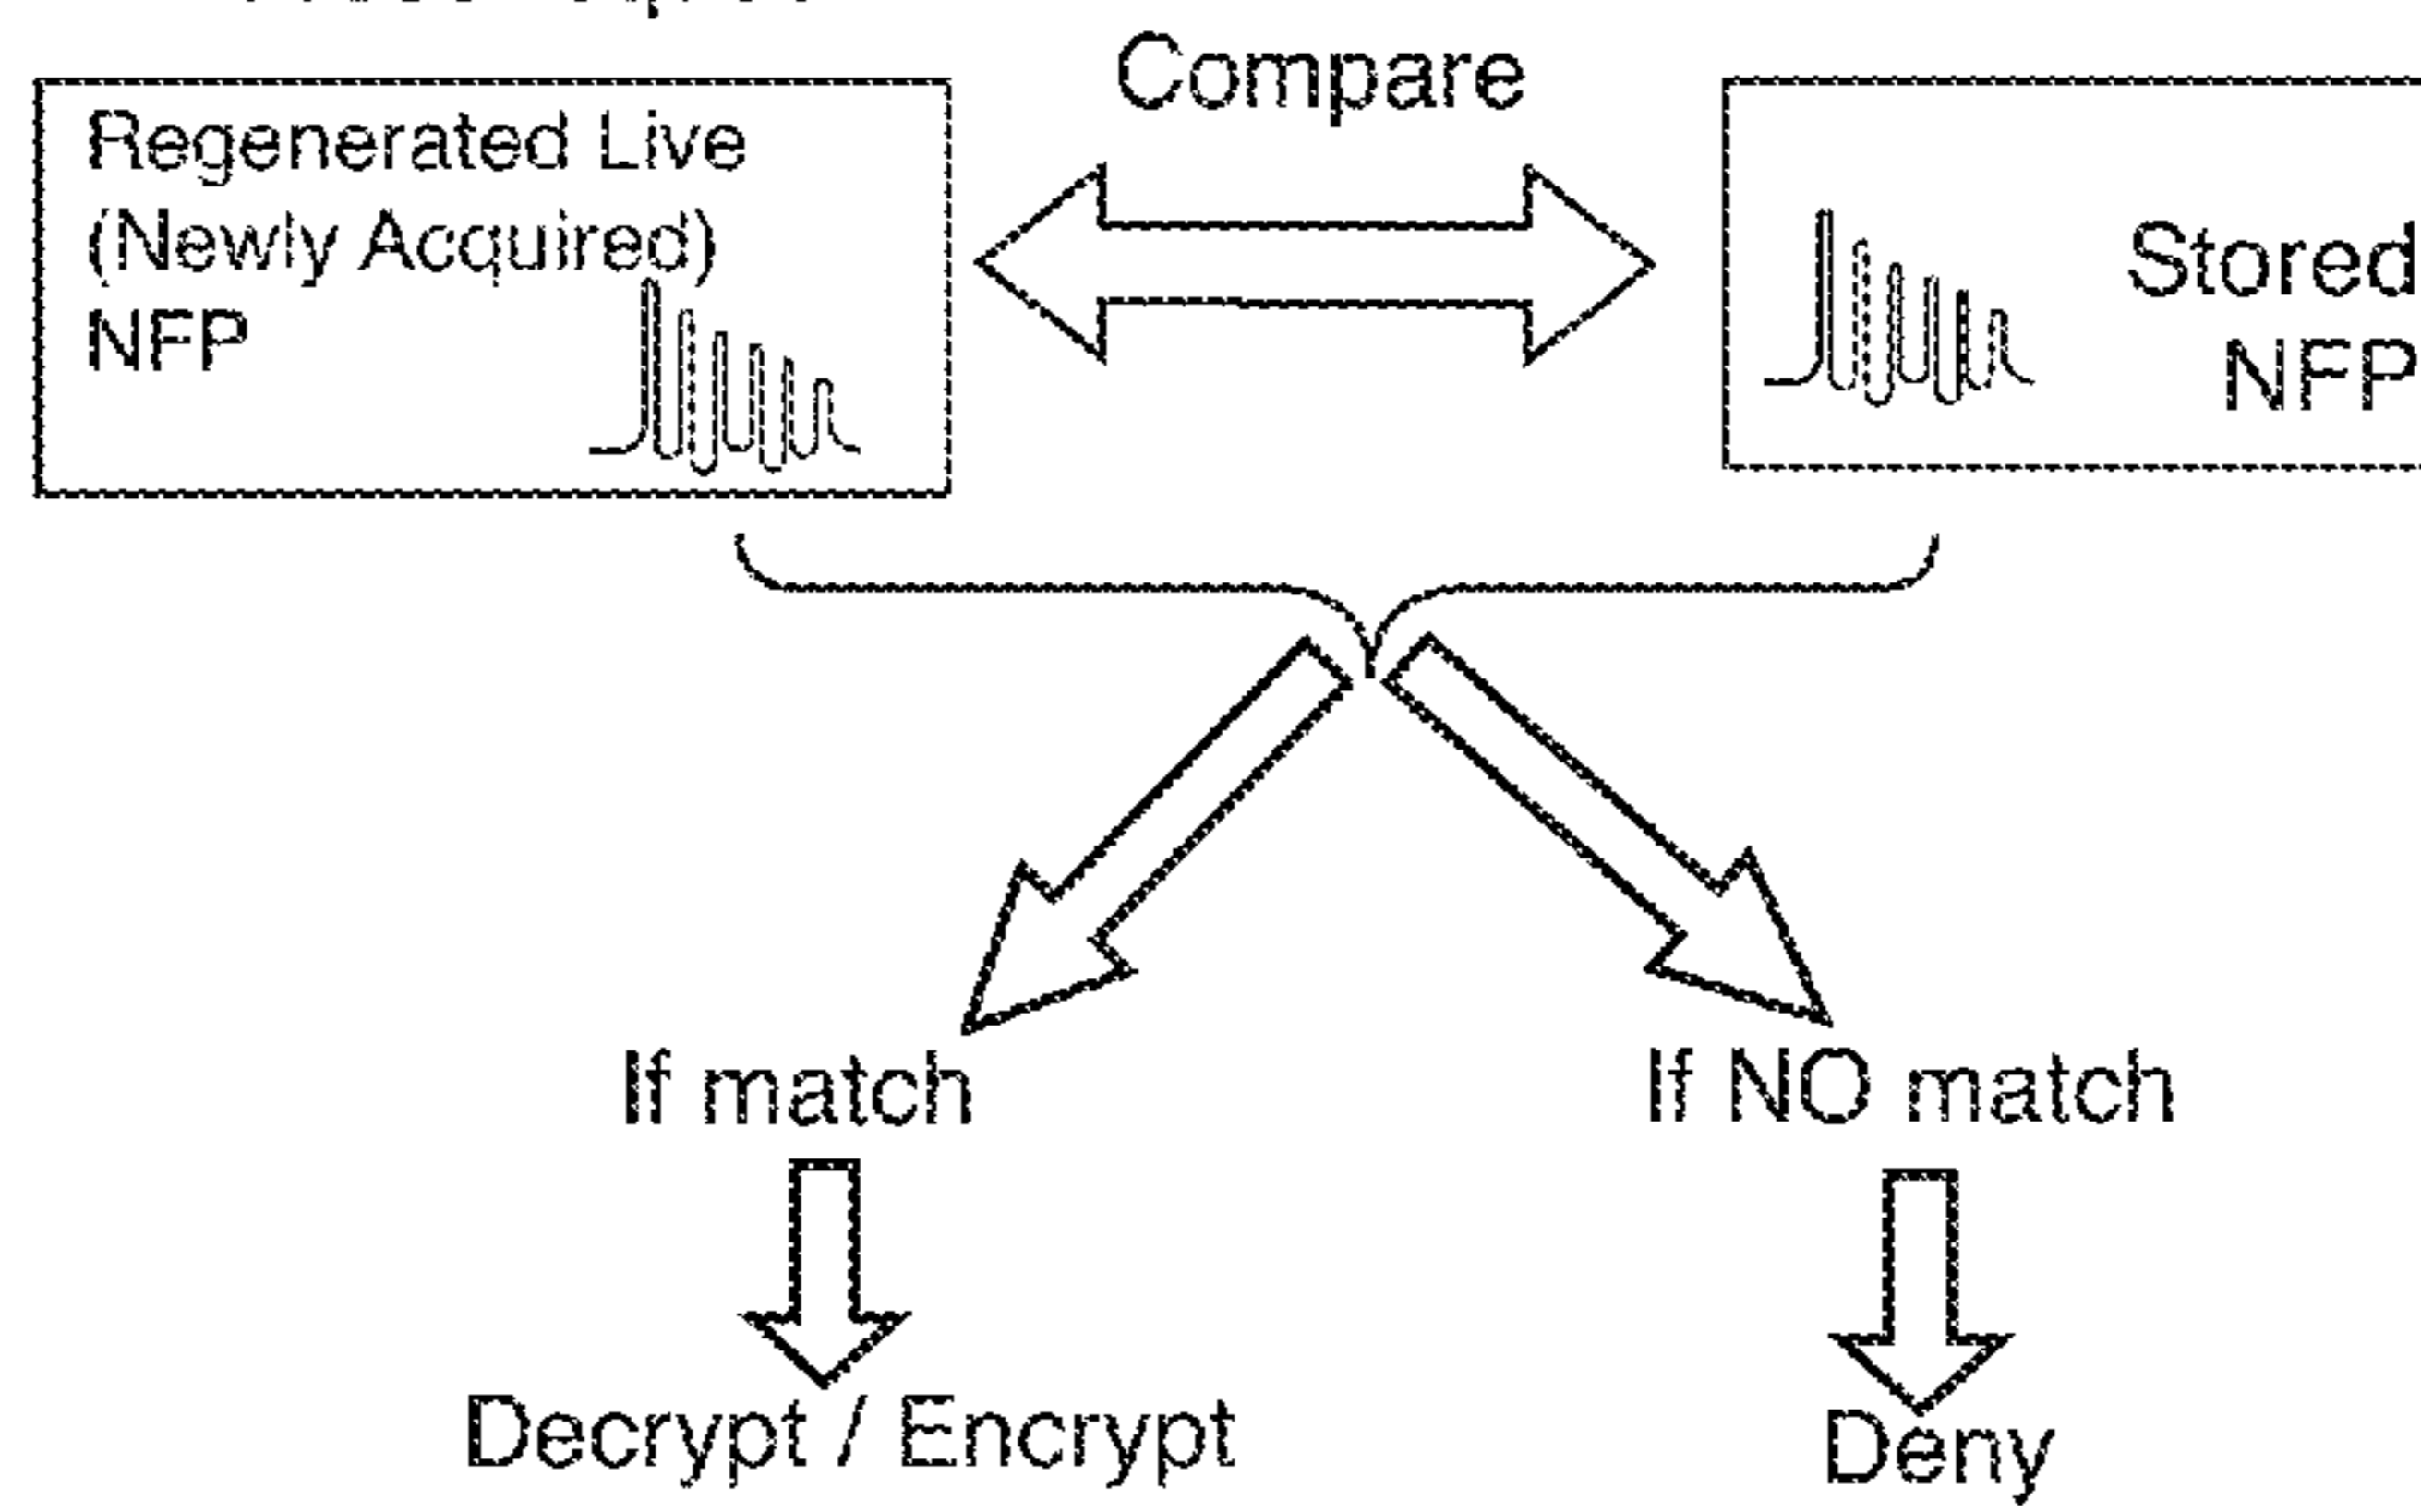 Compare
Regenerated Live
(Newly Acquired)
NFP
Stored
NFP
If match
If NO match
Decrypt / Encrypt
Deny